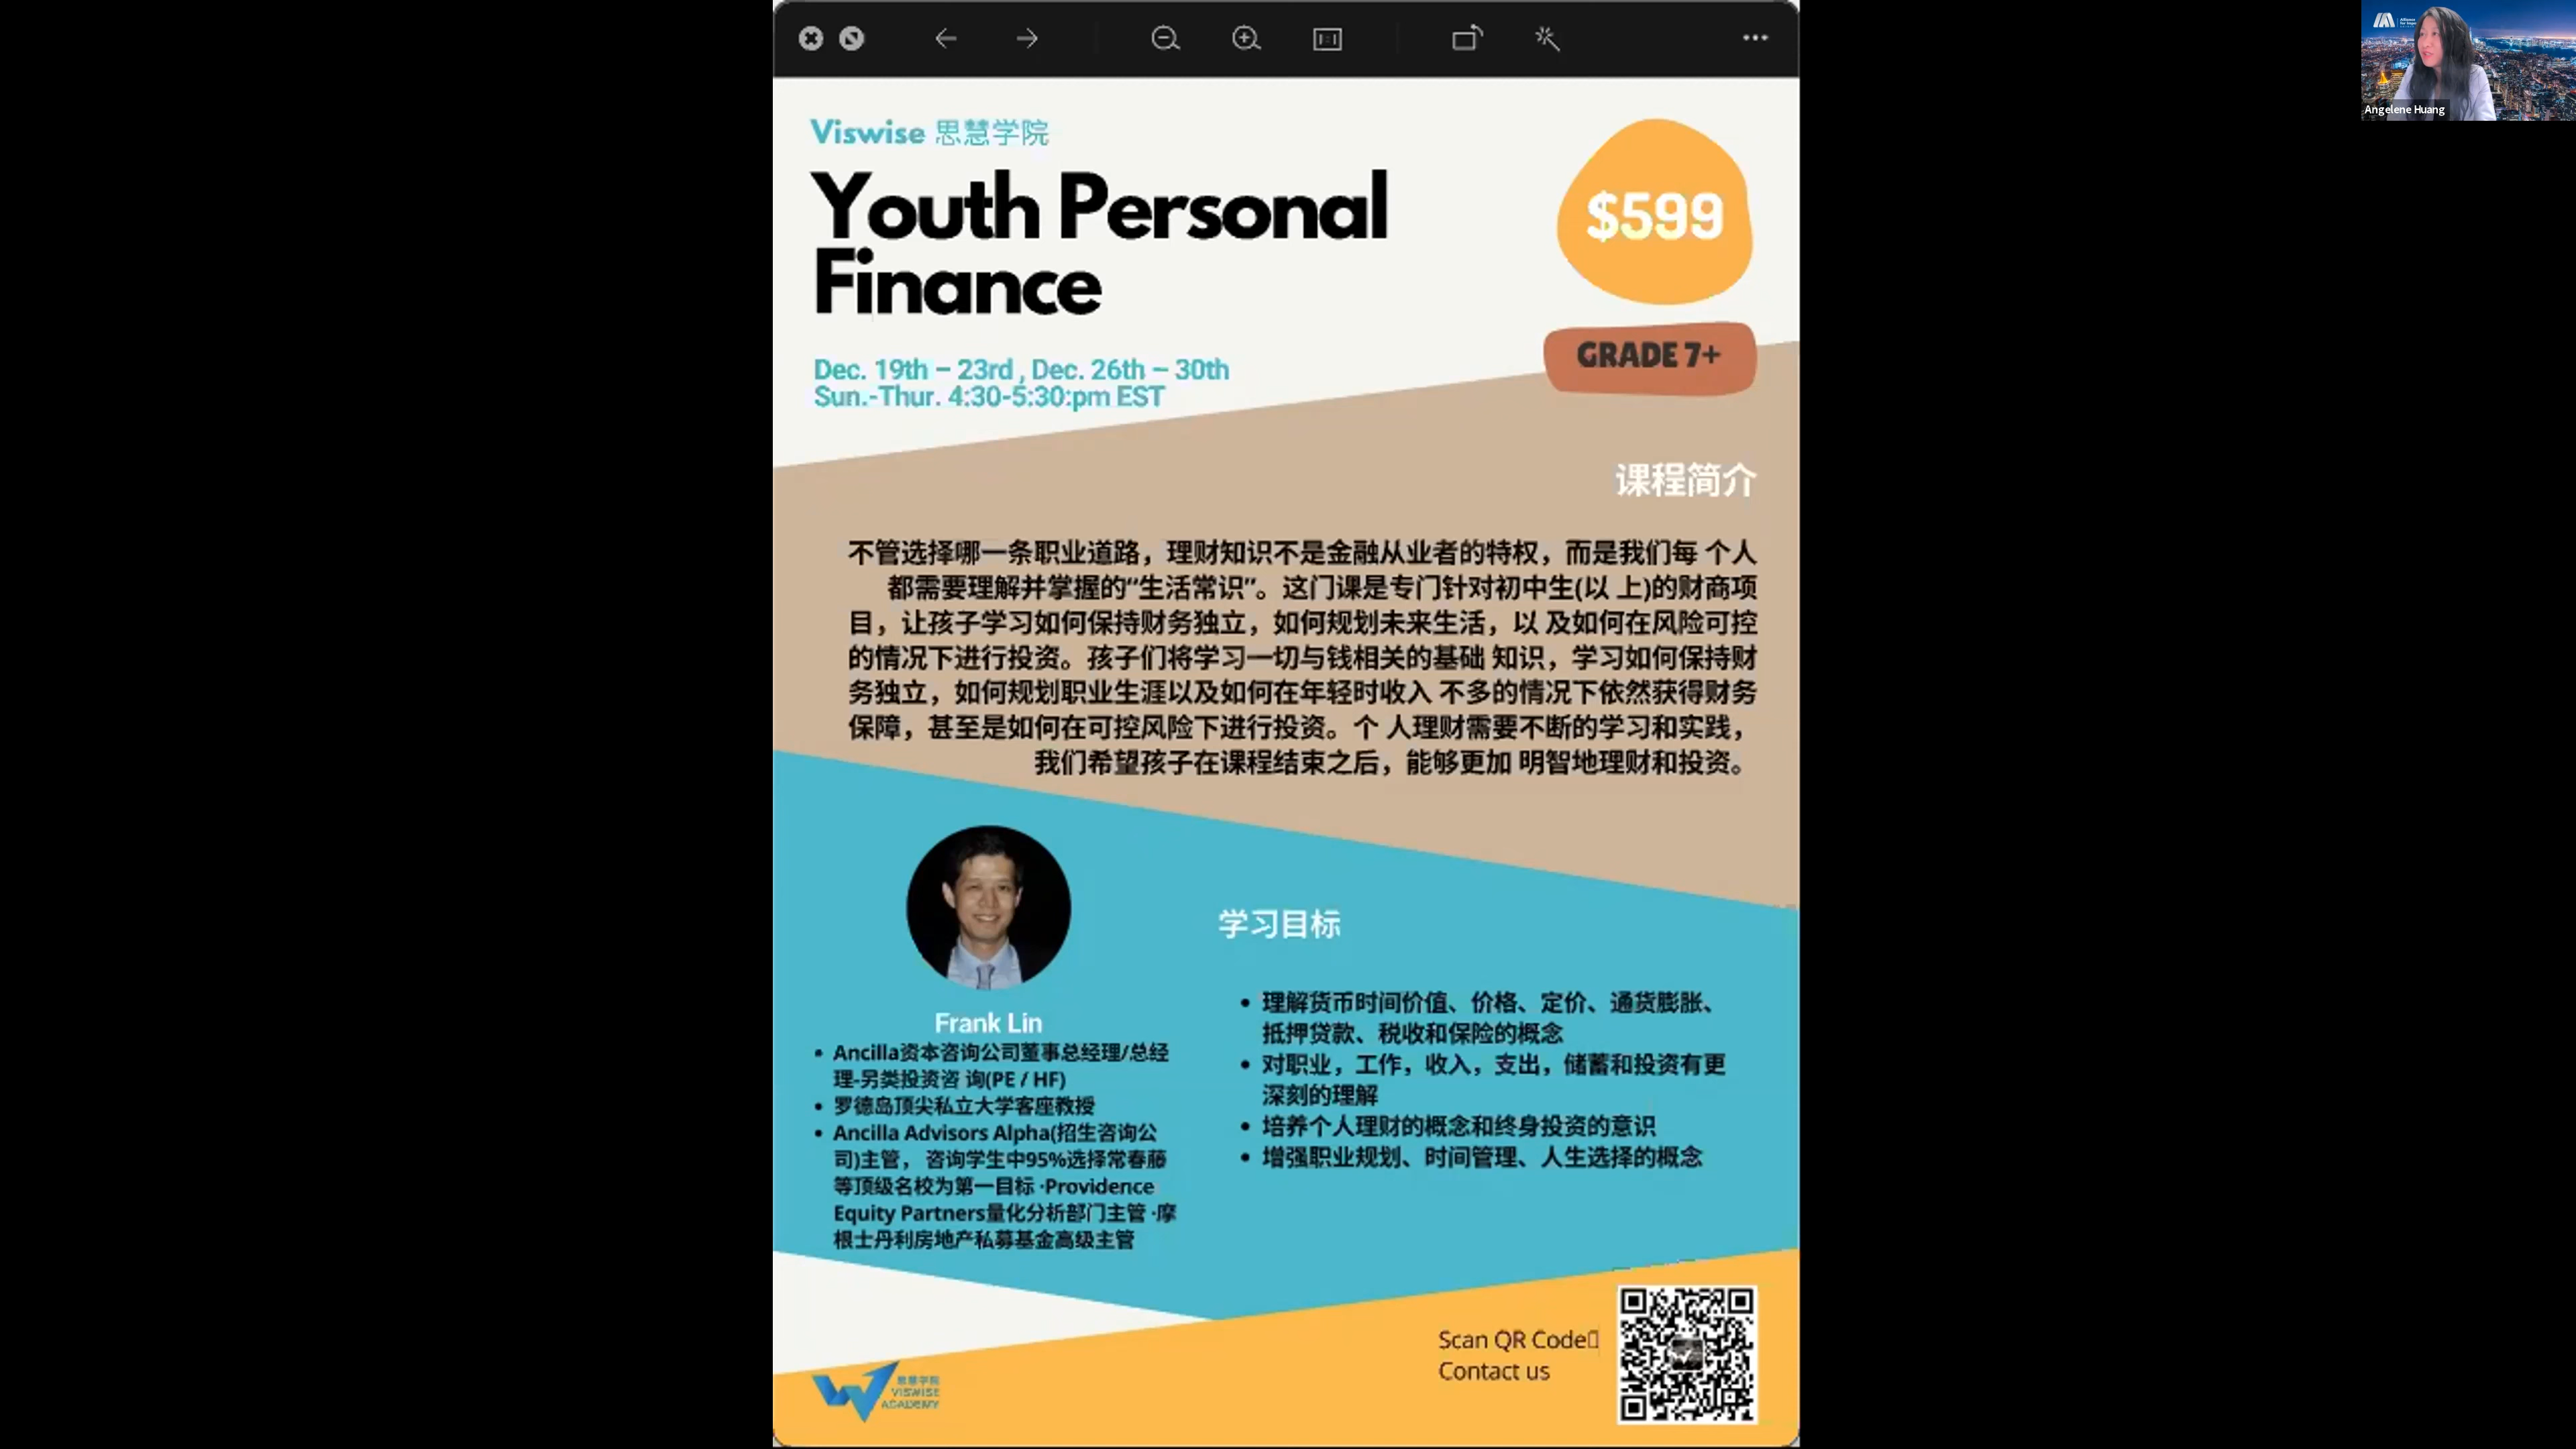 Viswise 思慧学院
Youth Personal
Finance
$599
GRADE 7+
Dec. 19th – 23rd , Dec. 26th – 30th
Sun.-Thur. 4:30-5:30:pm EST
课程简介
不管选择哪一条职业道路，理财知识不是金融从业者的特权，而是我们每 个人
都需要理解并掌握的“生活常识”。这门课是专门针对初中生(以 上)的财商项
目，让孩子学习如何保持财务独立，如何规划未来生活，以 及如何在风险可控
的情况下进行投资。孩子们将学习一切与钱相关的基础 知识，学习如何保持财
务独立，如何规划职业生涯以及如何在年轻时收入 不多的情况下依然获得财务
保障，甚至是如何在可控风险下进行投资。个 人理财需要不断的学习和实践，
我们希望孩子在课程结束之后，能够更加 明智地理财和投资。
Frank Lin
• Ancilla资本咨询公司董事总经理/总经
理-另类投资咨 询(PE / HF)
• 罗德岛顶尖私立大学客座教授
• Ancilla Advisors Alpha(招生咨询公
司)主管， 咨询学生中95%选择常春藤
等顶级名校为第一目标 ·Providence
Equity Partners量化分析部门主管 ·摩
根士丹利房地产私募基金高级主管
学习目标
• 理解货币时间价值、价格、定价、通货膨胀、
抵押贷款、税收和保险的概念
• 对职业，工作，收入，支出，储蓄和投资有更
深刻的理解
• 培养个人理财的概念和终身投资的意识
• 增强职业规划、时间管理、人生选择的概念
Scan QR Code
Contact us
思慧学院
VISWISE
ACADEMY
Angelene Huang